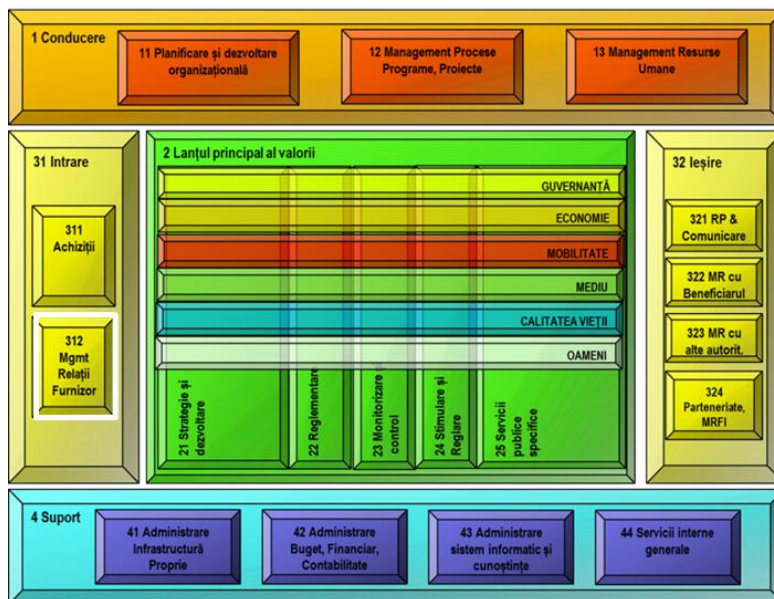 1 Conducere
11 Planificare și dezvoltare
organizațională
12 Management Procese
Programe, Proiecte
13 Management Resurse
Umane
31 Intrare
311
Achiziții
312
Mgmt
Relații
Furnizor
2 Lanțul principal al valorii
GUVERNANȚĂ
ECONOMIE
MOBILITATE
MEDIU
CALITATEA VIEȚII
OAMENI
21 Strategie și
dezvoltare
22 Reglementare
23 Monitorizare și
control
24 Stimulare și
Reglare
25 Servicii
publice
specifice
32 Ieșire
321 RP &
Comunicare
322 MR cu
Beneficiarul
323 MR cu
alte autorit.
324
Parteneriate,
MRFI
4 Suport
41 Administrare
Infrastructură
Proprie
42 Administrare
Buget, Financiar,
Contabilitate
43 Administrare
sistem informatic și
cunoștințe
44 Servicii interne
generale